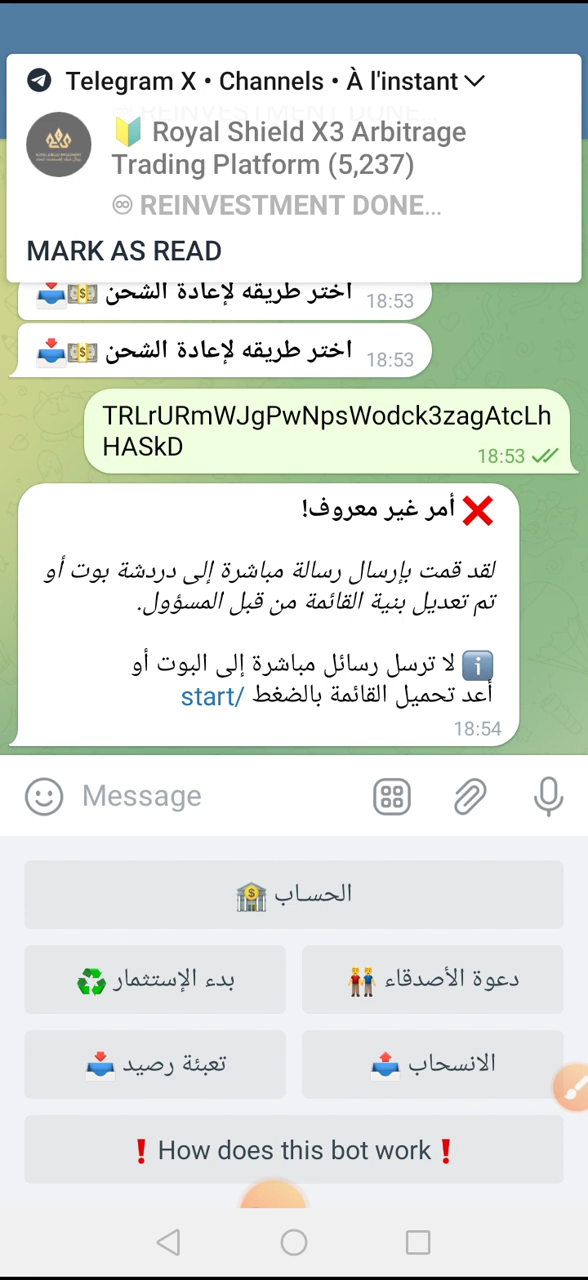 Telegram X • Channels • À l'instant
🔰 Royal Shield X3 Arbitrage
Trading Platform (5,237)
♾ REINVESTMENT DONE...
MARK AS READ
اختر طريقه لإعادة الشحن 💵📥
18:53
اختر طريقه لإعادة الشحن 💵📥
18:53
TRLrURmWJgPwNpsWodck3zagAtcLh
HASkD
18:53
❌ أمر غير معروف!
لقد قمت بإرسال رسالة مباشرة إلى دردشة بوت أو
تم تعديل بنية القائمة من قبل المسؤول.
ℹ️ لا ترسل رسائل مباشرة إلى البوت أو
أعد تحميل القائمة بالضغط /start
18:54
Message
الحساب 🏦
بدء الإستثمار ♻️
دعوة الأصدقاء 👬
تعبئة رصيد 📥
الانسحاب 📤
❗ How does this bot work ❗